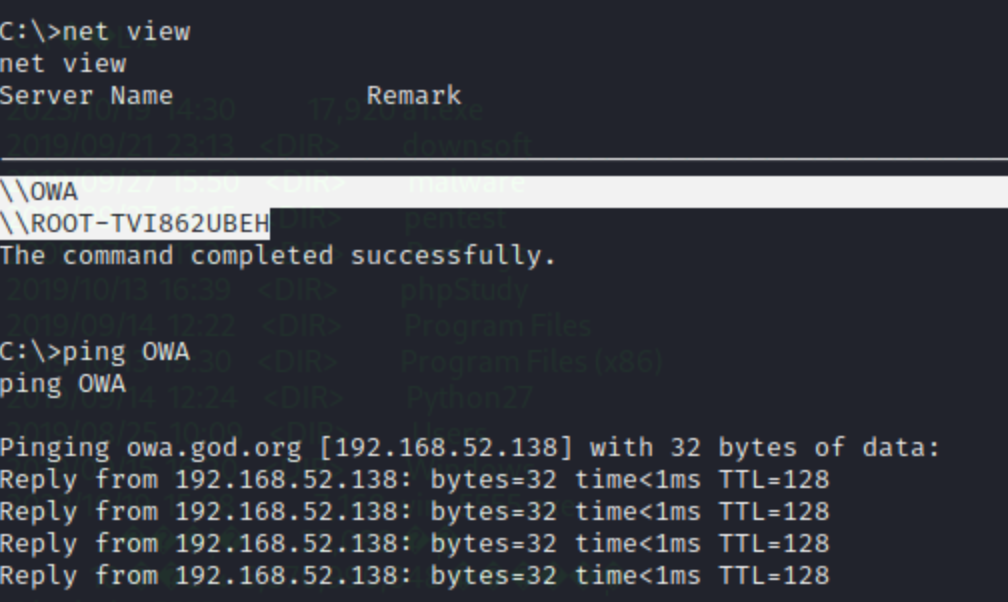 C:\>net view
net view
Server Name            Remark
\\OWA
\\ROOT-TVI862UBEH
The command completed successfully.
C:\>ping OWA
ping OWA
Pinging owa.god.org [192.168.52.138] with 32 bytes of data:
Reply from 192.168.52.138: bytes=32 time<1ms TTL=128
Reply from 192.168.52.138: bytes=32 time<1ms TTL=128
Reply from 192.168.52.138: bytes=32 time<1ms TTL=128
Reply from 192.168.52.138: bytes=32 time<1ms TTL=128